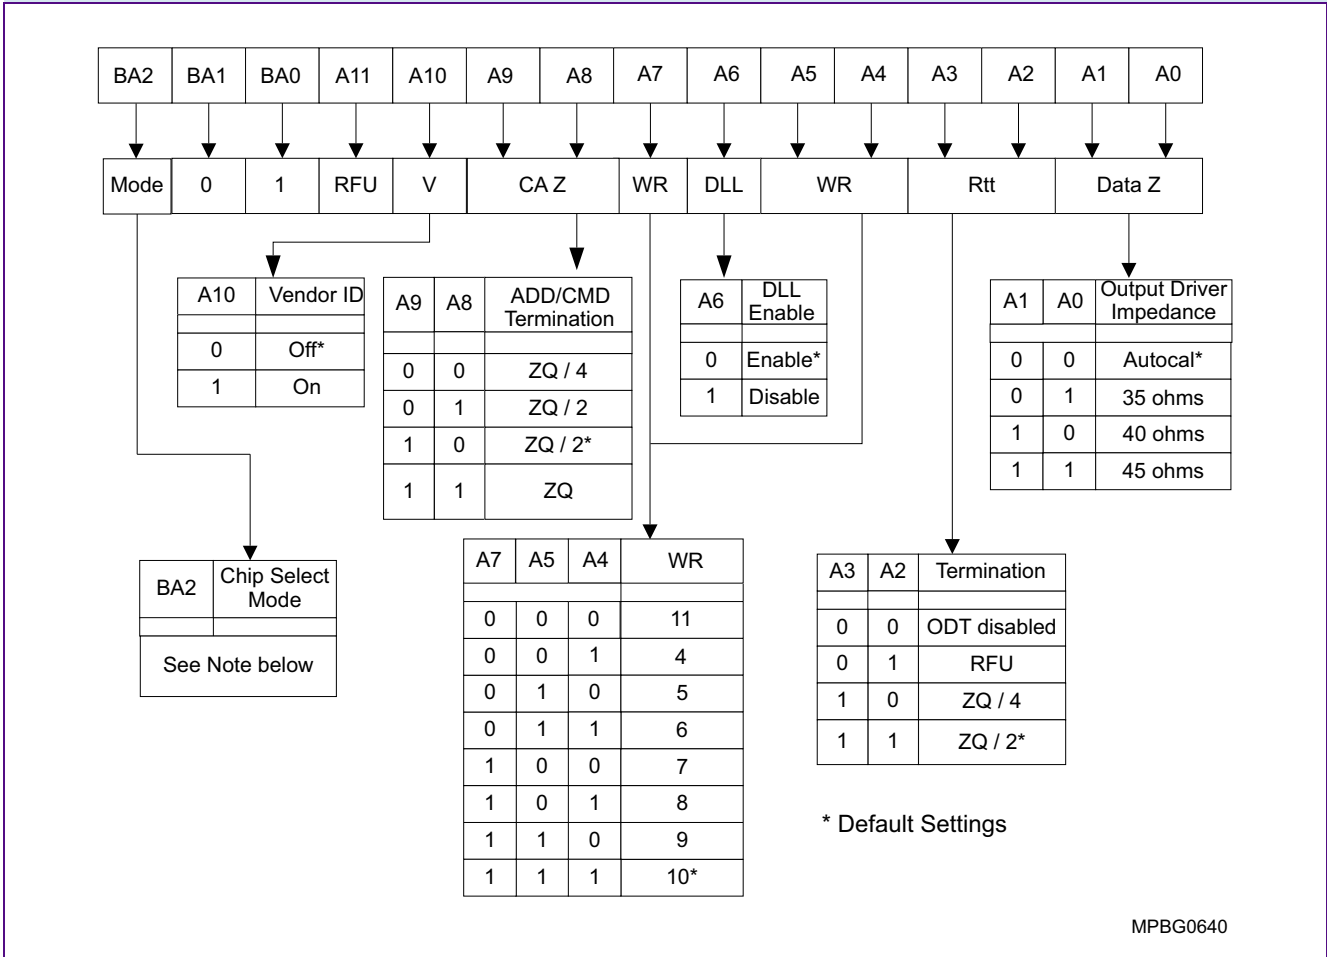 BA2 BA1 BA0 A11 A10 A9 A8 A7 A6 A5 A4 A3 A2 A1 A0
Mode 0 1 RFU V CA Z WR DLL WR Rtt Data Z
A10 Vendor ID
0 Off*
1 On
A9 A8 ADD/CMD
Termination
0 0 ZQ / 4
0 1 ZQ / 2
1 0 ZQ / 2*
1 1 ZQ
A6 DLL
Enable
0 Enable*
1 Disable
A1 A0 Output Driver
Impedance
0 0 Autocal*
0 1 35 ohms
1 0 40 ohms
1 1 45 ohms
BA2 Chip Select
Mode
See Note below
A7 A5 A4 WR
0 0 0 11
0 0 1 4
0 1 0 5
0 1 1 6
1 0 0 7
1 0 1 8
1 1 0 9
1 1 1 10*
A3 A2 Termination
0 0 ODT disabled
0 1 RFU
1 0 ZQ / 4
1 1 ZQ / 2*
* Default Settings
MPBG0640